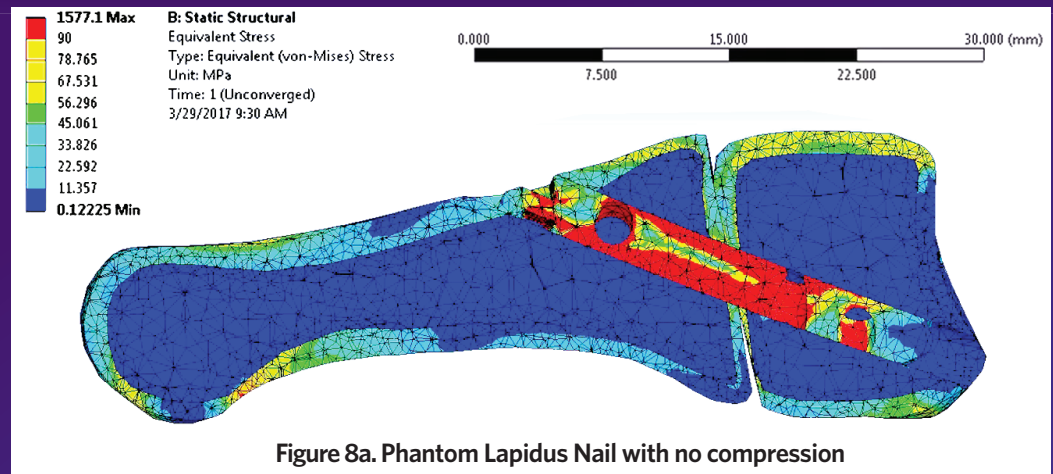 1577.1 Max
90
78.765
67.531
56.296
45.061
33.826
22.592
11.357
0.12225 Min
B: Static Structural
Equivalent Stress
Type: Equivalent (von-Mises) Stress
Unit: MPa
Time: 1 (Unconverged)
3/29/2017 9:30 AM
0.000 15.000 30.000 (mm)
7.500 22.500
Figure 8a. Phantom Lapidus Nail with no compression